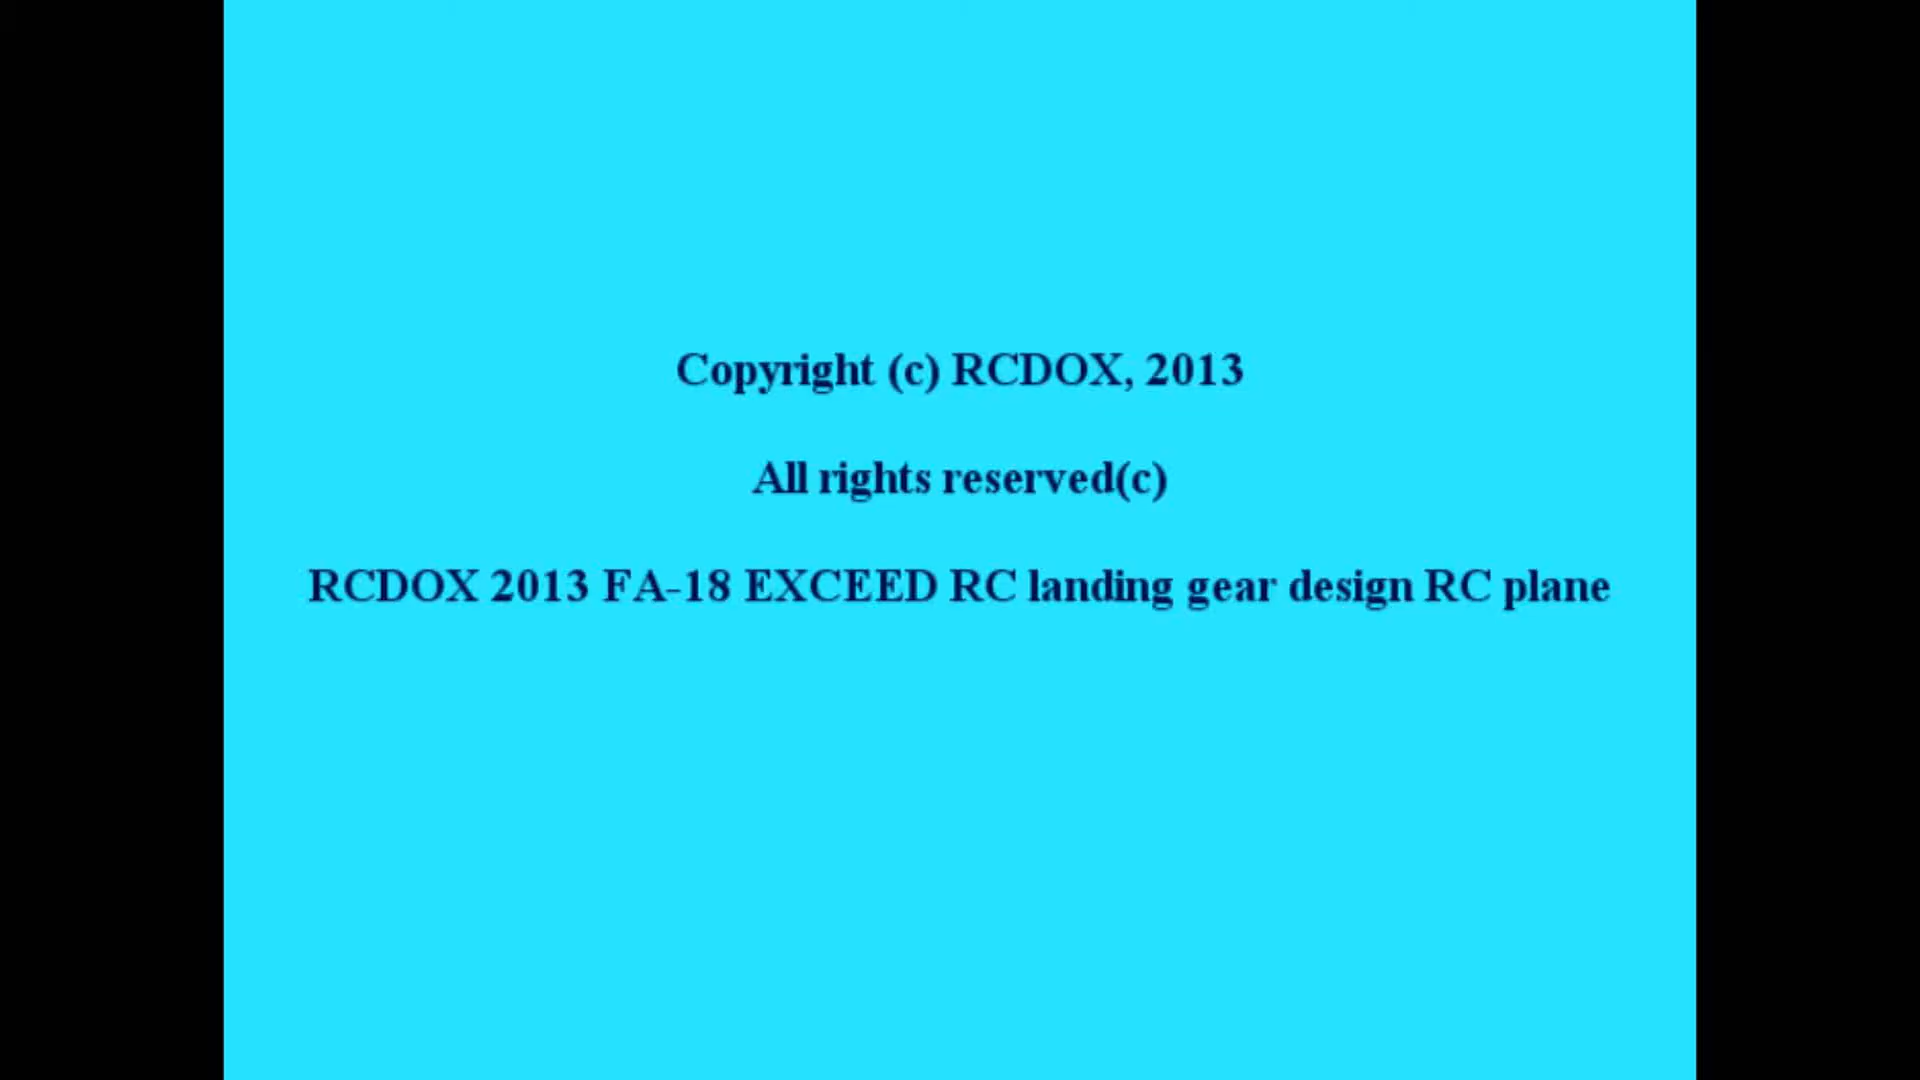 Copyright (c) RCDOX, 2013
All rights reserved(c)
RCDOX 2013 FA-18 EXCEED RC landing gear design RC plane